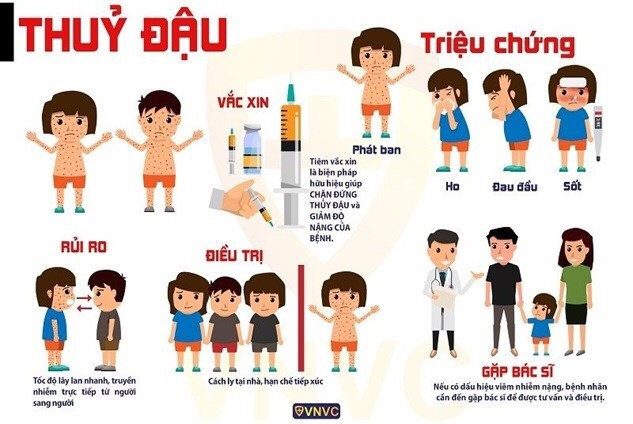 THUỶ ĐẬU
Triệu chứng
VẮC XIN
Phát ban
Ho
Đau đầu
Sốt
Tiêm vắc xin
là biện pháp
hữu hiệu giúp
CHẶN ĐỨNG
THỦY ĐẬU và
GIẢM ĐỘ
NẶNG CỦA
BỆNH.
RỦI RO
Tốc độ lây lan nhanh, truyền
nhiễm trực tiếp từ người
sang người
ĐIỀU TRỊ
Cách ly tại nhà, hạn chế tiếp xúc
GẶP BÁC SĨ
Nếu có dấu hiệu viêm nhiễm nặng, bệnh nhân
cần đến gặp bác sĩ để được tư vấn và điều trị.
VNVC
VNVC